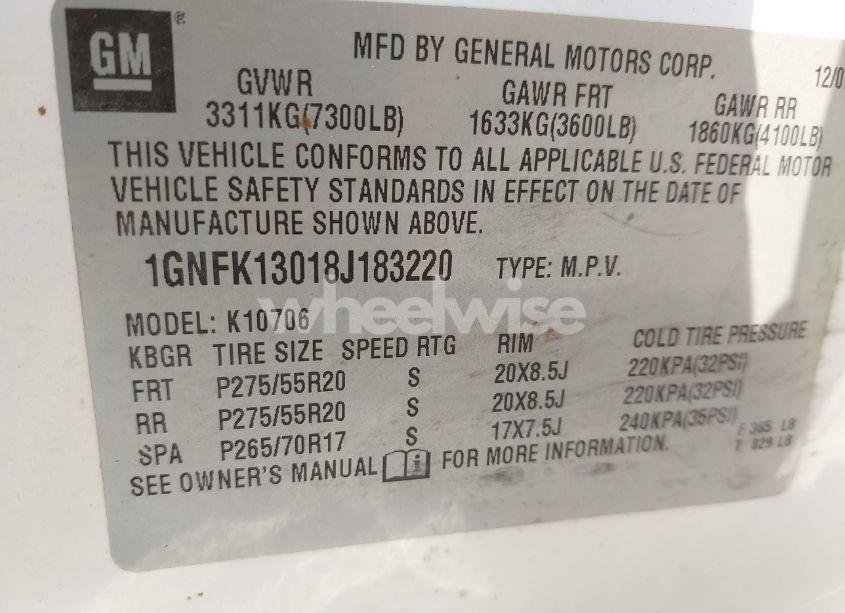 GM
MFD BY GENERAL MOTORS CORP.
GVWR GAWR FRT GAWR RR
3311KG(7300LB) 1633KG(3600LB) 1860KG(4100LB)
THIS VEHICLE CONFORMS TO ALL APPLICABLE U.S. FEDERAL MOTOR
VEHICLE SAFETY STANDARDS IN EFFECT ON THE DATE OF
MANUFACTURE SHOWN ABOVE.
1GNFK13018J183220 TYPE: M.P.V.
wheelwise
MODEL: K10706
KBGR TIRE SIZE SPEED RTG RIM COLD TIRE PRESSURE
FRT P275/55R20 S 20X8.5J 220KPA(32PSI)
RR P275/55R20 S 20X8.5J 220KPA(32PSI)
SPA P265/70R17 S 17X7.5J 240KPA(35PSI)
F 365 LB
T 829 LB
SEE OWNER'S MANUAL FOR MORE INFORMATION.